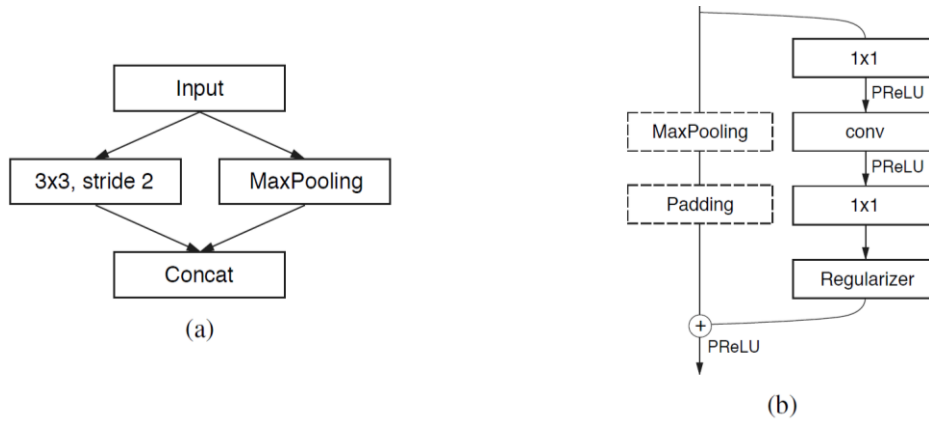 Input
3x3, stride 2
MaxPooling
Concat
(a)
1x1
PReLU
MaxPooling
conv
PReLU
Padding
1x1
Regularizer
+
PReLU
(b)